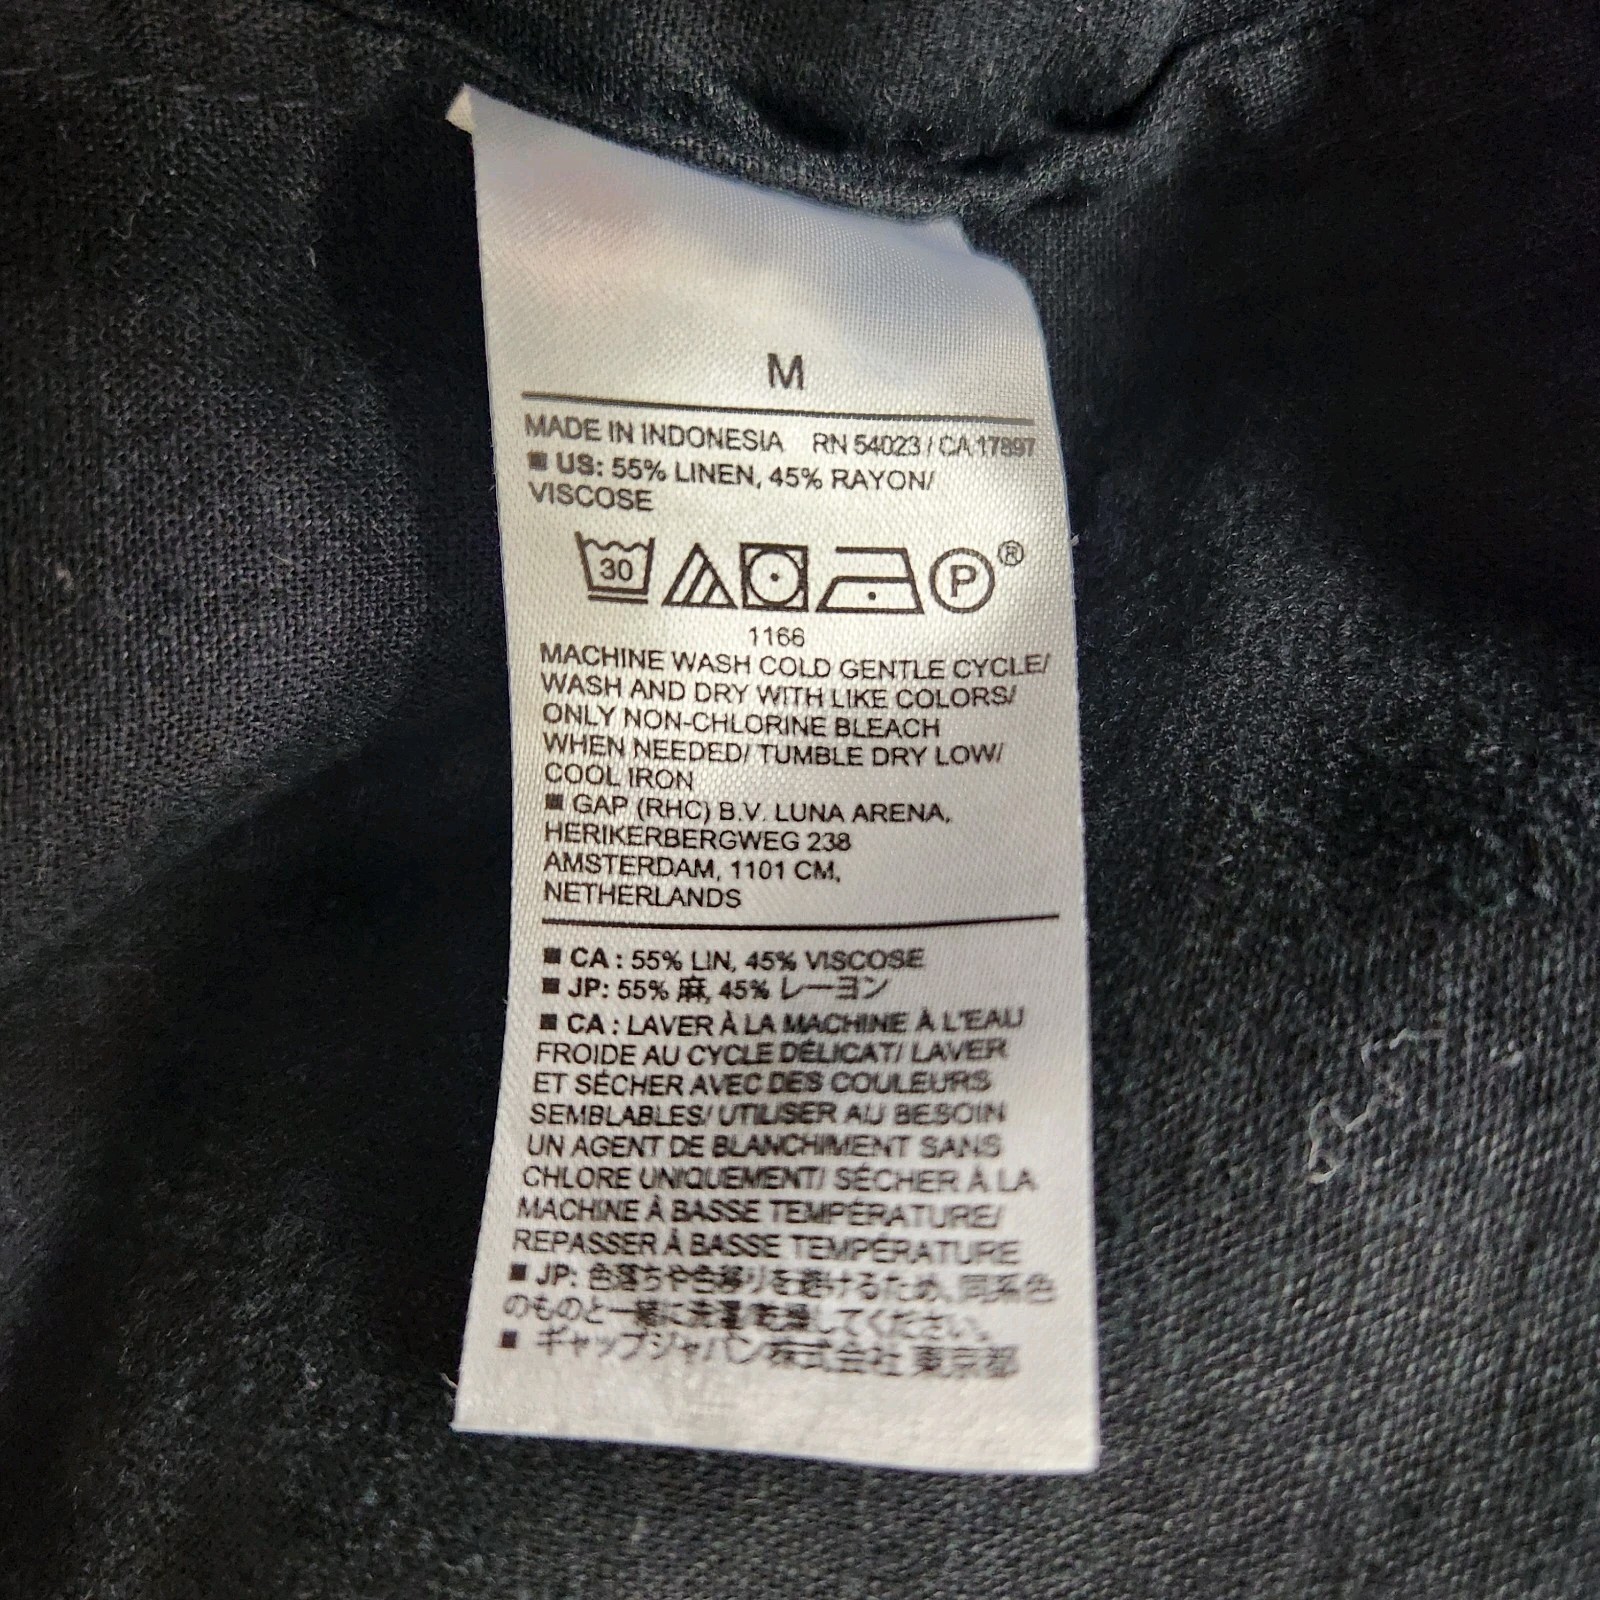 M
MADE IN INDONESIA RN 54023 / CA 17897
■ US: 55% LINEN, 45% RAYON/
VISCOSE
30 P ®
1166
MACHINE WASH COLD GENTLE CYCLE/
WASH AND DRY WITH LIKE COLORS/
ONLY NON-CHLORINE BLEACH
WHEN NEEDED/ TUMBLE DRY LOW/
COOL IRON
■ GAP (RHC) B.V. LUNA ARENA,
HERIKERBERGWEG 238
AMSTERDAM, 1101 CM,
NETHERLANDS
■ CA : 55% LIN, 45% VISCOSE
■ JP: 55% 麻, 45% レーヨン
■ CA : LAVER À LA MACHINE À L'EAU
FROIDE AU CYCLE DÉLICAT/ LAVER
ET SÉCHER AVEC DES COULEURS
SEMBLABLES/ UTILISER AU BESOIN
UN AGENT DE BLANCHIMENT SANS
CHLORE UNIQUEMENT/ SÉCHER À LA
MACHINE À BASSE TEMPÉRATURE/
REPASSER À BASSE TEMPÉRATURE
■ JP: 色落ちや色移りを避けるため、同系色
のものと一緒に洗濯/乾燥してください。
■ ギャップジャパン株式会社 東京都